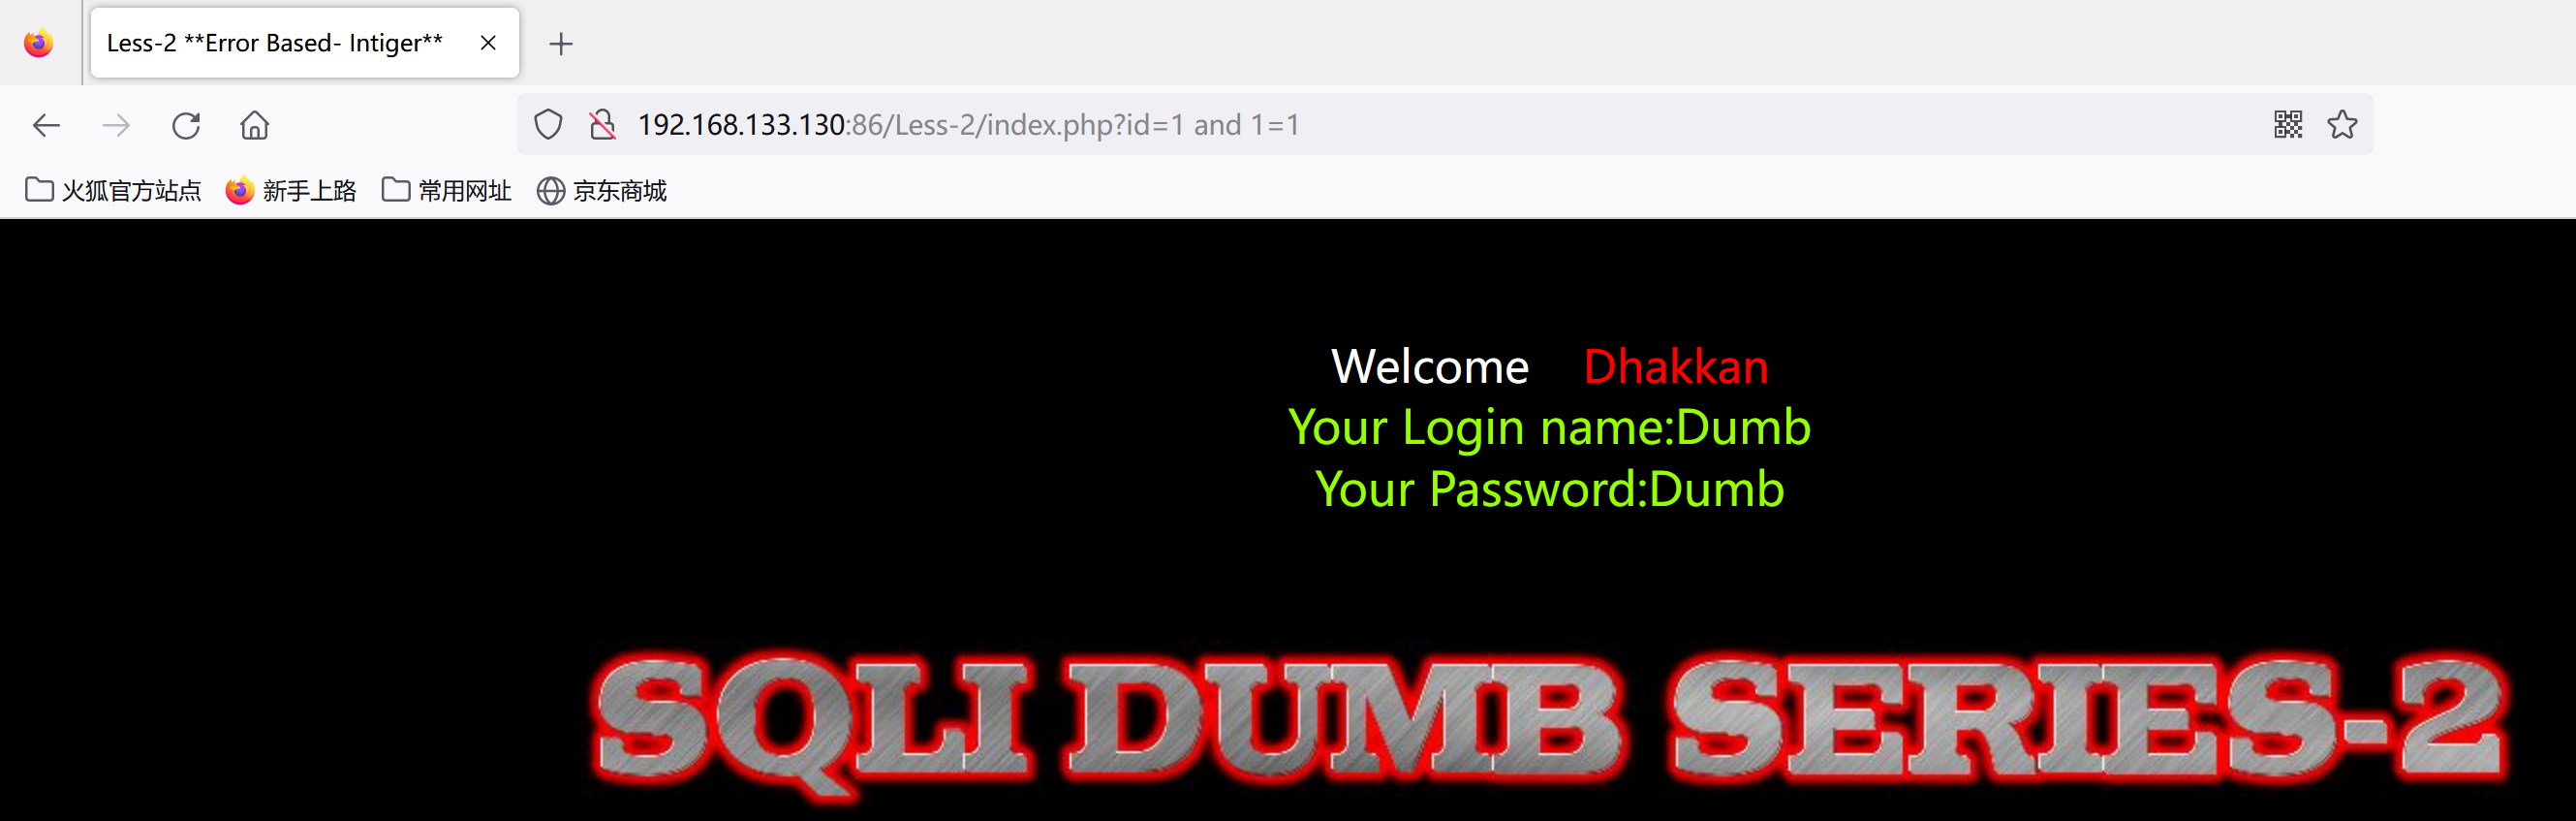 Less-2 **Error Based- Intiger**
192.168.133.130:86/Less-2/index.php?id=1 and 1=1
火狐官方站点 新手上路 常用网址 京东商城
Welcome Dhakkan
Your Login name:Dumb
Your Password:Dumb
SQLI DUMB SERIES-2